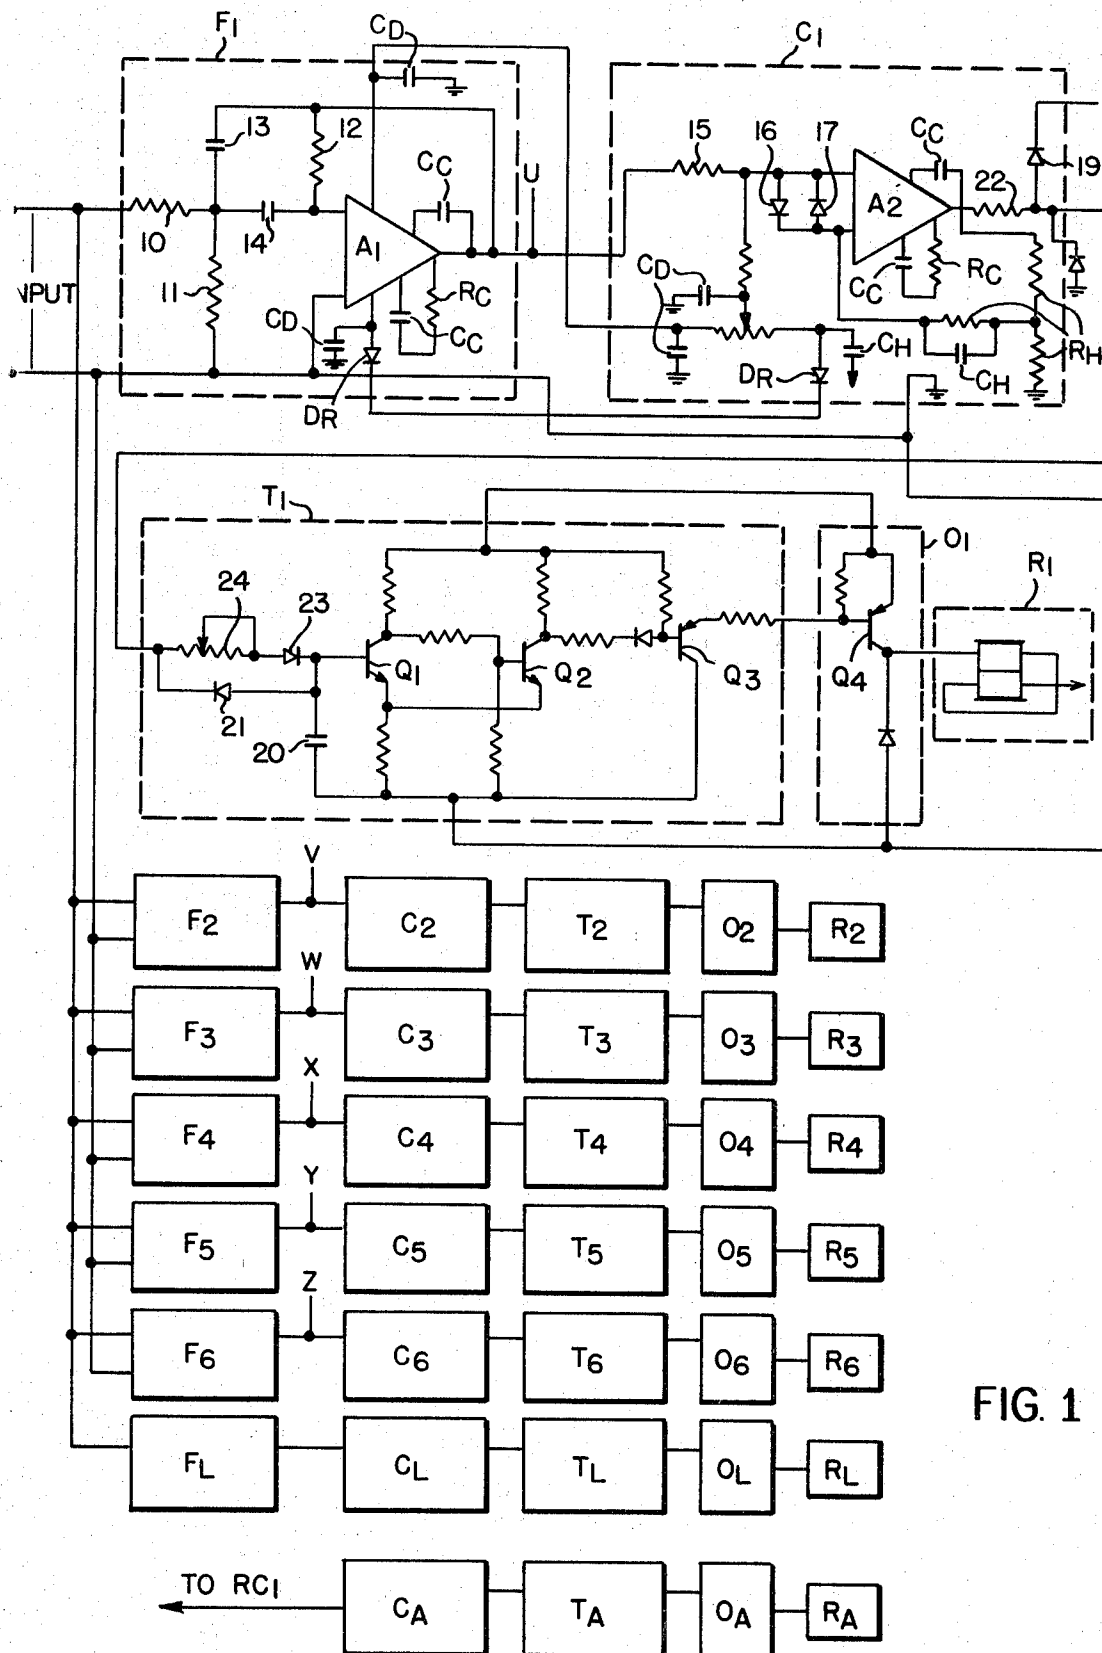 F1
CD
C1
13
12
CC
U
15
16
17
CC
22
19
10
14
A1
A2
11
NPUT
CD
RC
CC
DR
CD
CC
RC
CH
DR
CH
RH
T1
O1
R1
24
23
Q1
Q2
Q3
Q4
21
20
V
F2 C2 T2 O2 R2
W
F3 C3 T3 O3 R3
X
F4 C4 T4 O4 R4
Y
F5 C5 T5 O5 R5
Z
F6 C6 T6 O6 R6
FIG. 1
FL CL TL OL RL
TO RC1
CA TA OA RA